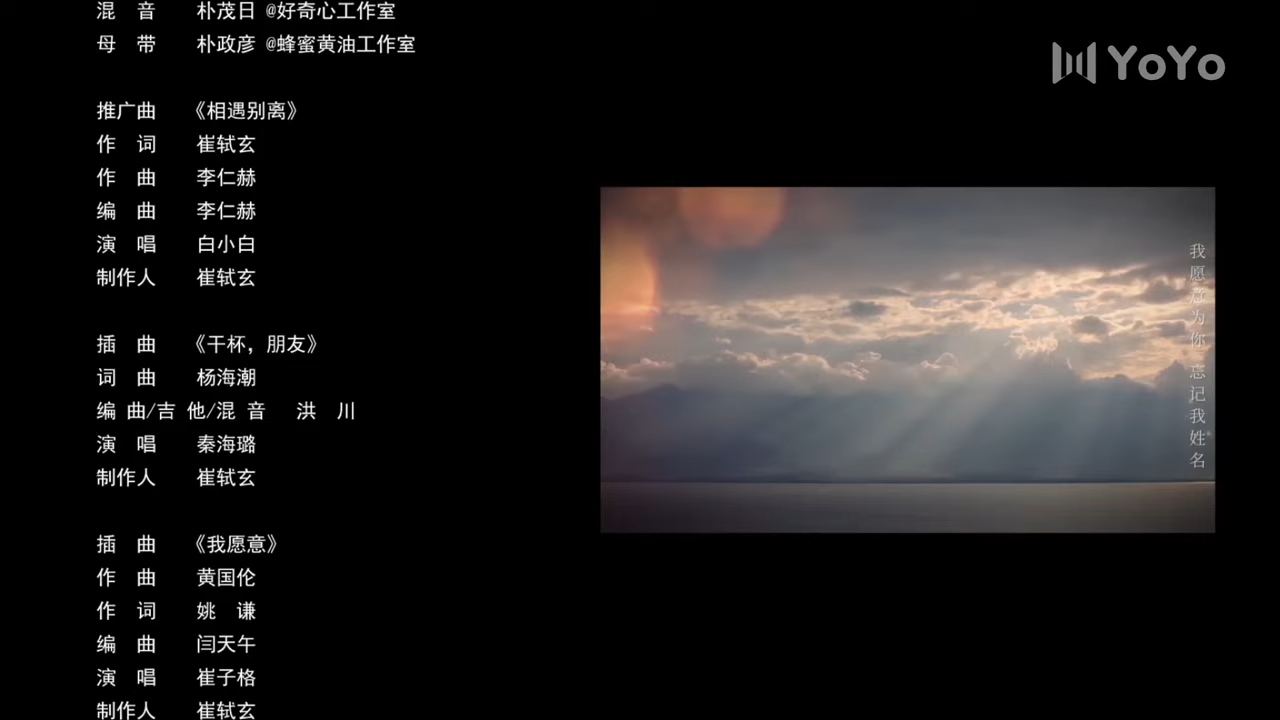 混 音 朴茂日 @好奇心工作室
母 带 朴政彦 @蜂蜜黄油工作室
推广曲 《相遇别离》
作 词 崔轼玄
作 曲 李仁赫
编 曲 李仁赫
演 唱 白小白
制作人 崔轼玄
插 曲 《干杯，朋友》
词 曲 杨海潮
编 曲/吉 他/混 音 洪 川
演 唱 秦海璐
制作人 崔轼玄
插 曲 《我愿意》
作 曲 黄国伦
作 词 姚 谦
编 曲 闫天午
演 唱 崔子格
制作人 崔轼玄
YoYo
我愿意为你 忘记我姓名